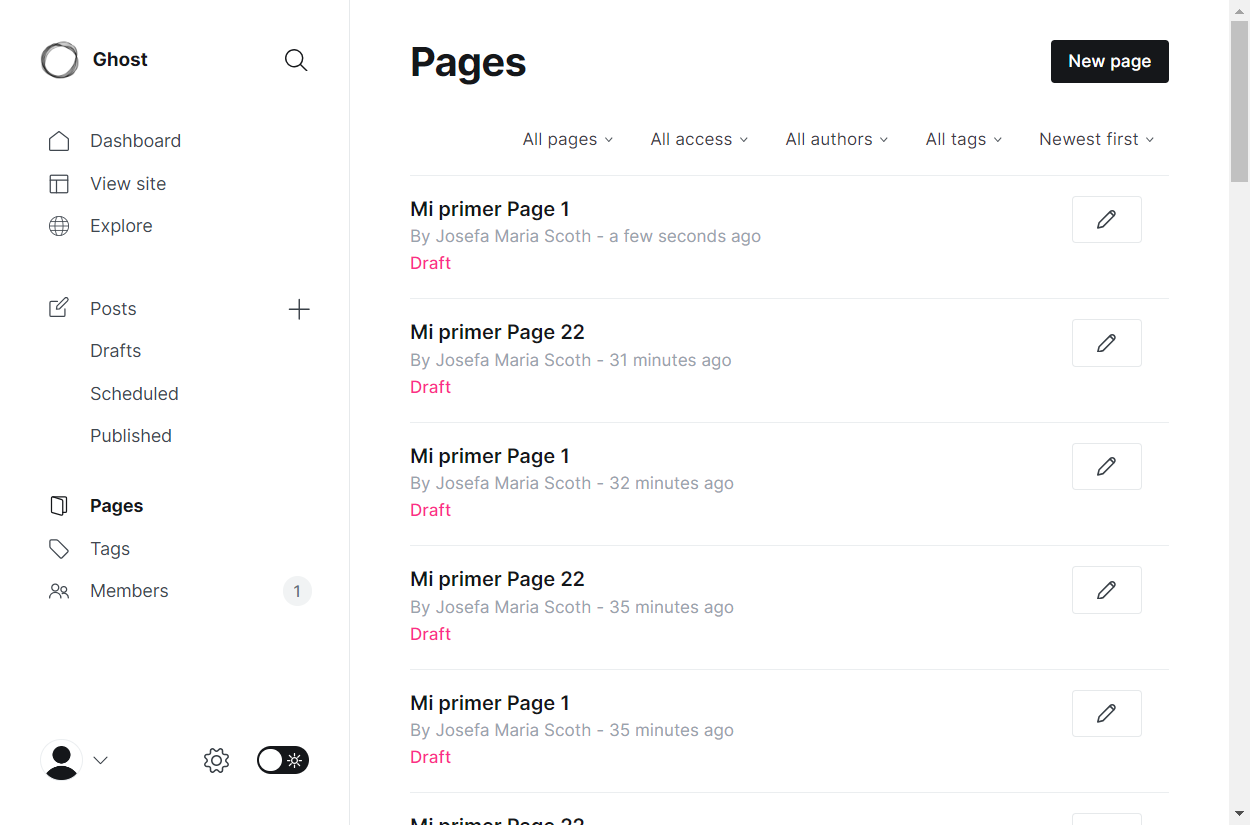 Ghost
Dashboard
View site
Explore
Posts
Drafts
Scheduled
Published
Pages
Tags
Members 1
Pages
New page
All pages All access All authors All tags Newest first
Mi primer Page 1
By Josefa Maria Scoth - a few seconds ago
Draft
Mi primer Page 22
By Josefa Maria Scoth - 31 minutes ago
Draft
Mi primer Page 1
By Josefa Maria Scoth - 32 minutes ago
Draft
Mi primer Page 22
By Josefa Maria Scoth - 35 minutes ago
Draft
Mi primer Page 1
By Josefa Maria Scoth - 35 minutes ago
Draft
Mi primer Page 22